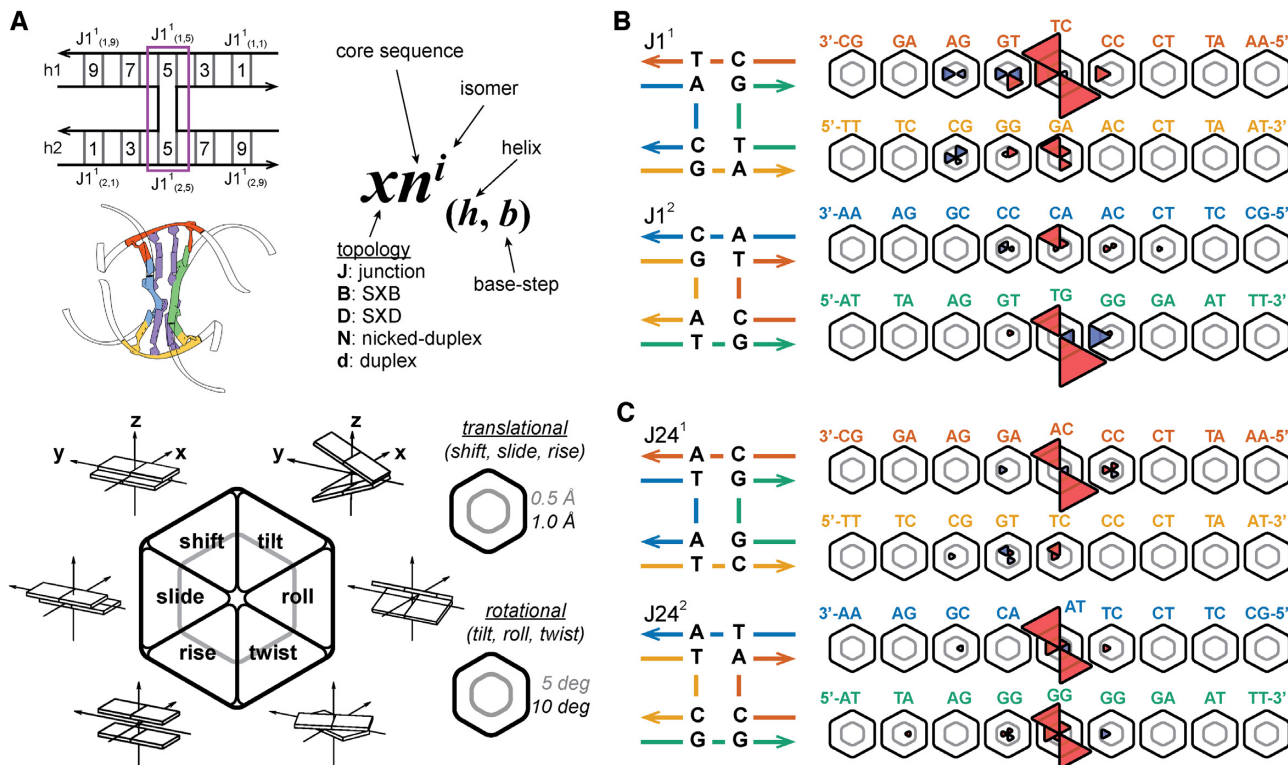 A
J1¹(1,9) J1¹(1,5) J1¹(1,1)
h1 9 7 5 3 1
h2 1 3 5 7 9
J1¹(2,1) J1¹(2,5) J1¹(2,9)
core sequence
isomer
helix
xnⁱ(h, b)
base-step
topology
J: junction
B: SXB
D: SXD
N: nicked-duplex
d: duplex
z z
y x y x
shift tilt
slide roll
rise twist
translational
(shift, slide, rise)
0.5 Å
1.0 Å
rotational
(tilt, roll, twist)
5 deg
10 deg
B
J1¹
T C
A G
C T
G A
3’-CG GA AG GT TC CC CT TA AA-5’
5’-TT TC CG GG GA AC CT TA AT-3’
J1²
C A
G T
A C
T G
3’-AA AG GC CC CA AC CT TC CG-5’
5’-AT TA AG GT TG GG GA AT TT-3’
C
J24¹
A C
T G
A G
T C
3’-CG GA AG GA AC CC CT TA AA-5’
5’-TT TC CG GT TC CC CT TA AT-3’
J24²
A T
T A
C C
G G
3’-AA AG GC CA AT TC CT TC CG-5’
5’-AT TA AG GG GG GG GA AT TT-3’